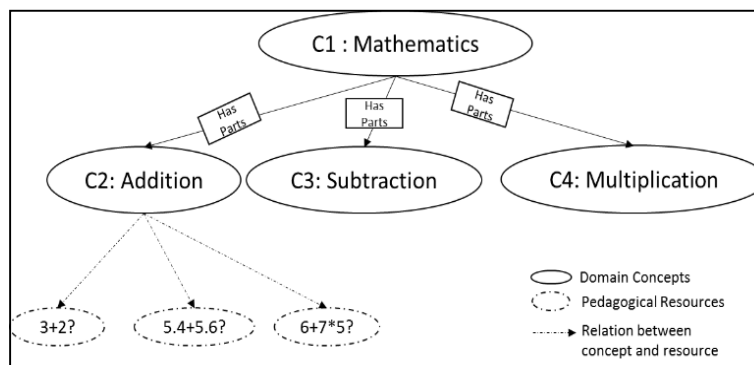 C1 : Mathematics
Has
Parts
Has
Parts
Has
Parts
C2: Addition
C3: Subtraction
C4: Multiplication
3+2?
5.4+5.6?
6+7*5?
Domain Concepts
Pedagogical Resources
Relation between
concept and resource